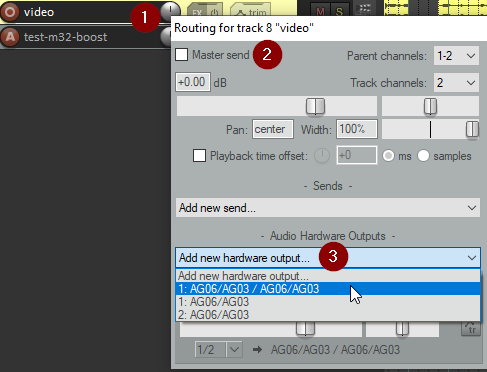 video
1
FX
trim
M S
A
test-m32-boost
Routing for track 8 "video"
Master send
2
Parent channels: 1-2
+0.00 dB
Track channels: 2
Pan: center Width: 100%
Playback time offset: +0 ms samples
- Sends -
Add new send...
- Audio Hardware Outputs -
Add new hardware output...
3
Add new hardware output...
1: AG06/AG03 / AG06/AG03
1: AG06/AG03
2: AG06/AG03
tr
1/2 → AG06/AG03 / AG06/AG03